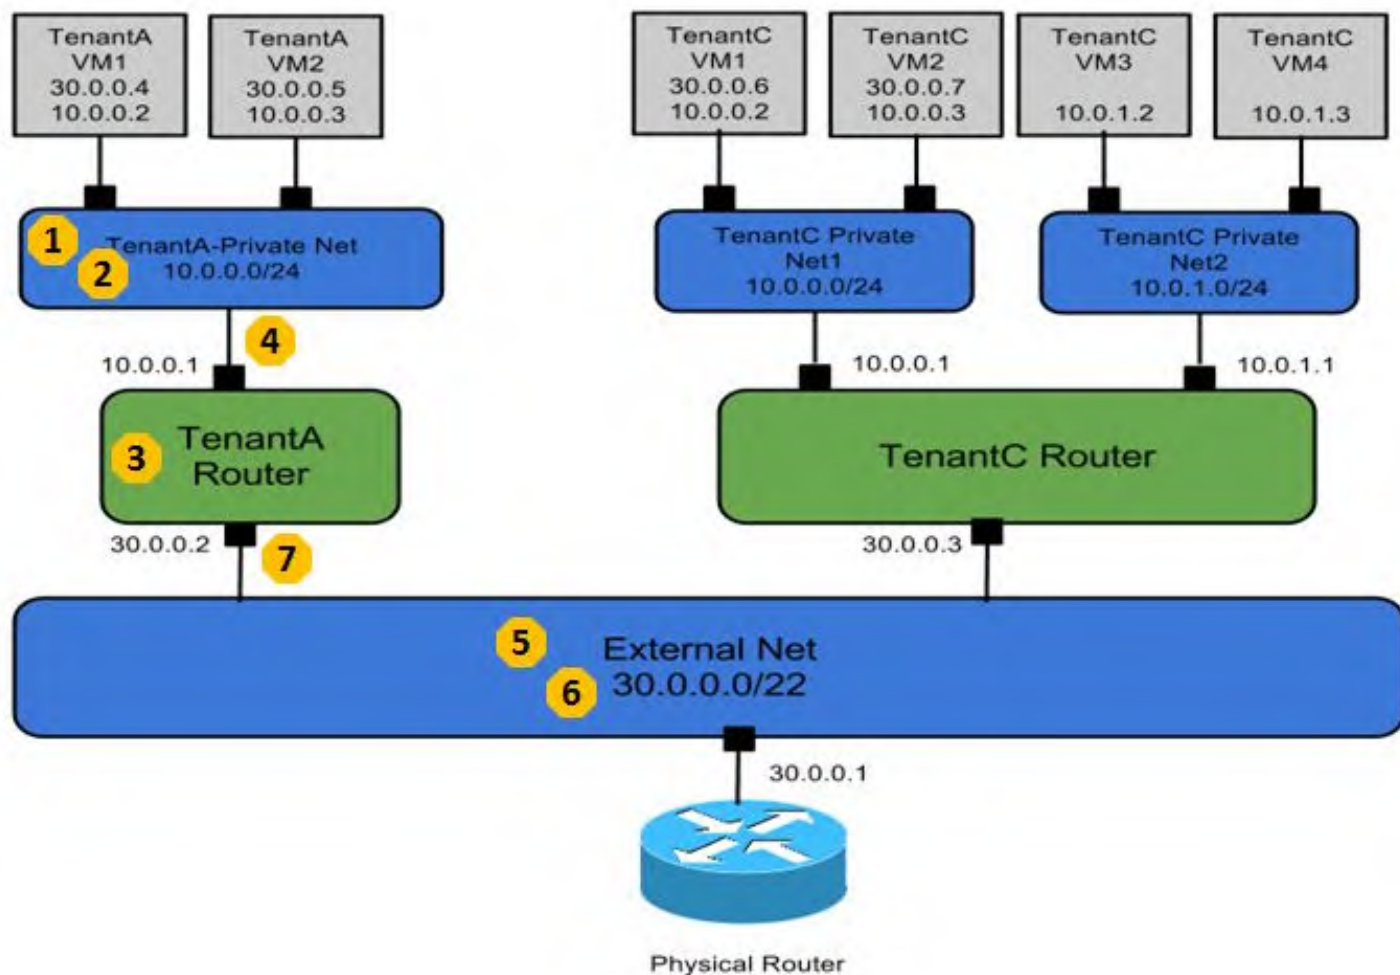 TenantA
VM1
30.0.0.4
10.0.0.2
TenantA
VM2
30.0.0.5
10.0.0.3
TenantC
VM1
30.0.0.6
10.0.0.2
TenantC
VM2
30.0.0.7
10.0.0.3
TenantC
VM3
10.0.1.2
TenantC
VM4
10.0.1.3
1
TenantA-Private Net
2
10.0.0.0/24
TenantC Private
Net1
10.0.0.0/24
TenantC Private
Net2
10.0.1.0/24
4
10.0.0.1
10.0.0.1
10.0.1.1
3
TenantA
Router
TenantC Router
30.0.0.2
7
30.0.0.3
5
External Net
6
30.0.0.0/22
30.0.0.1
Physical Router